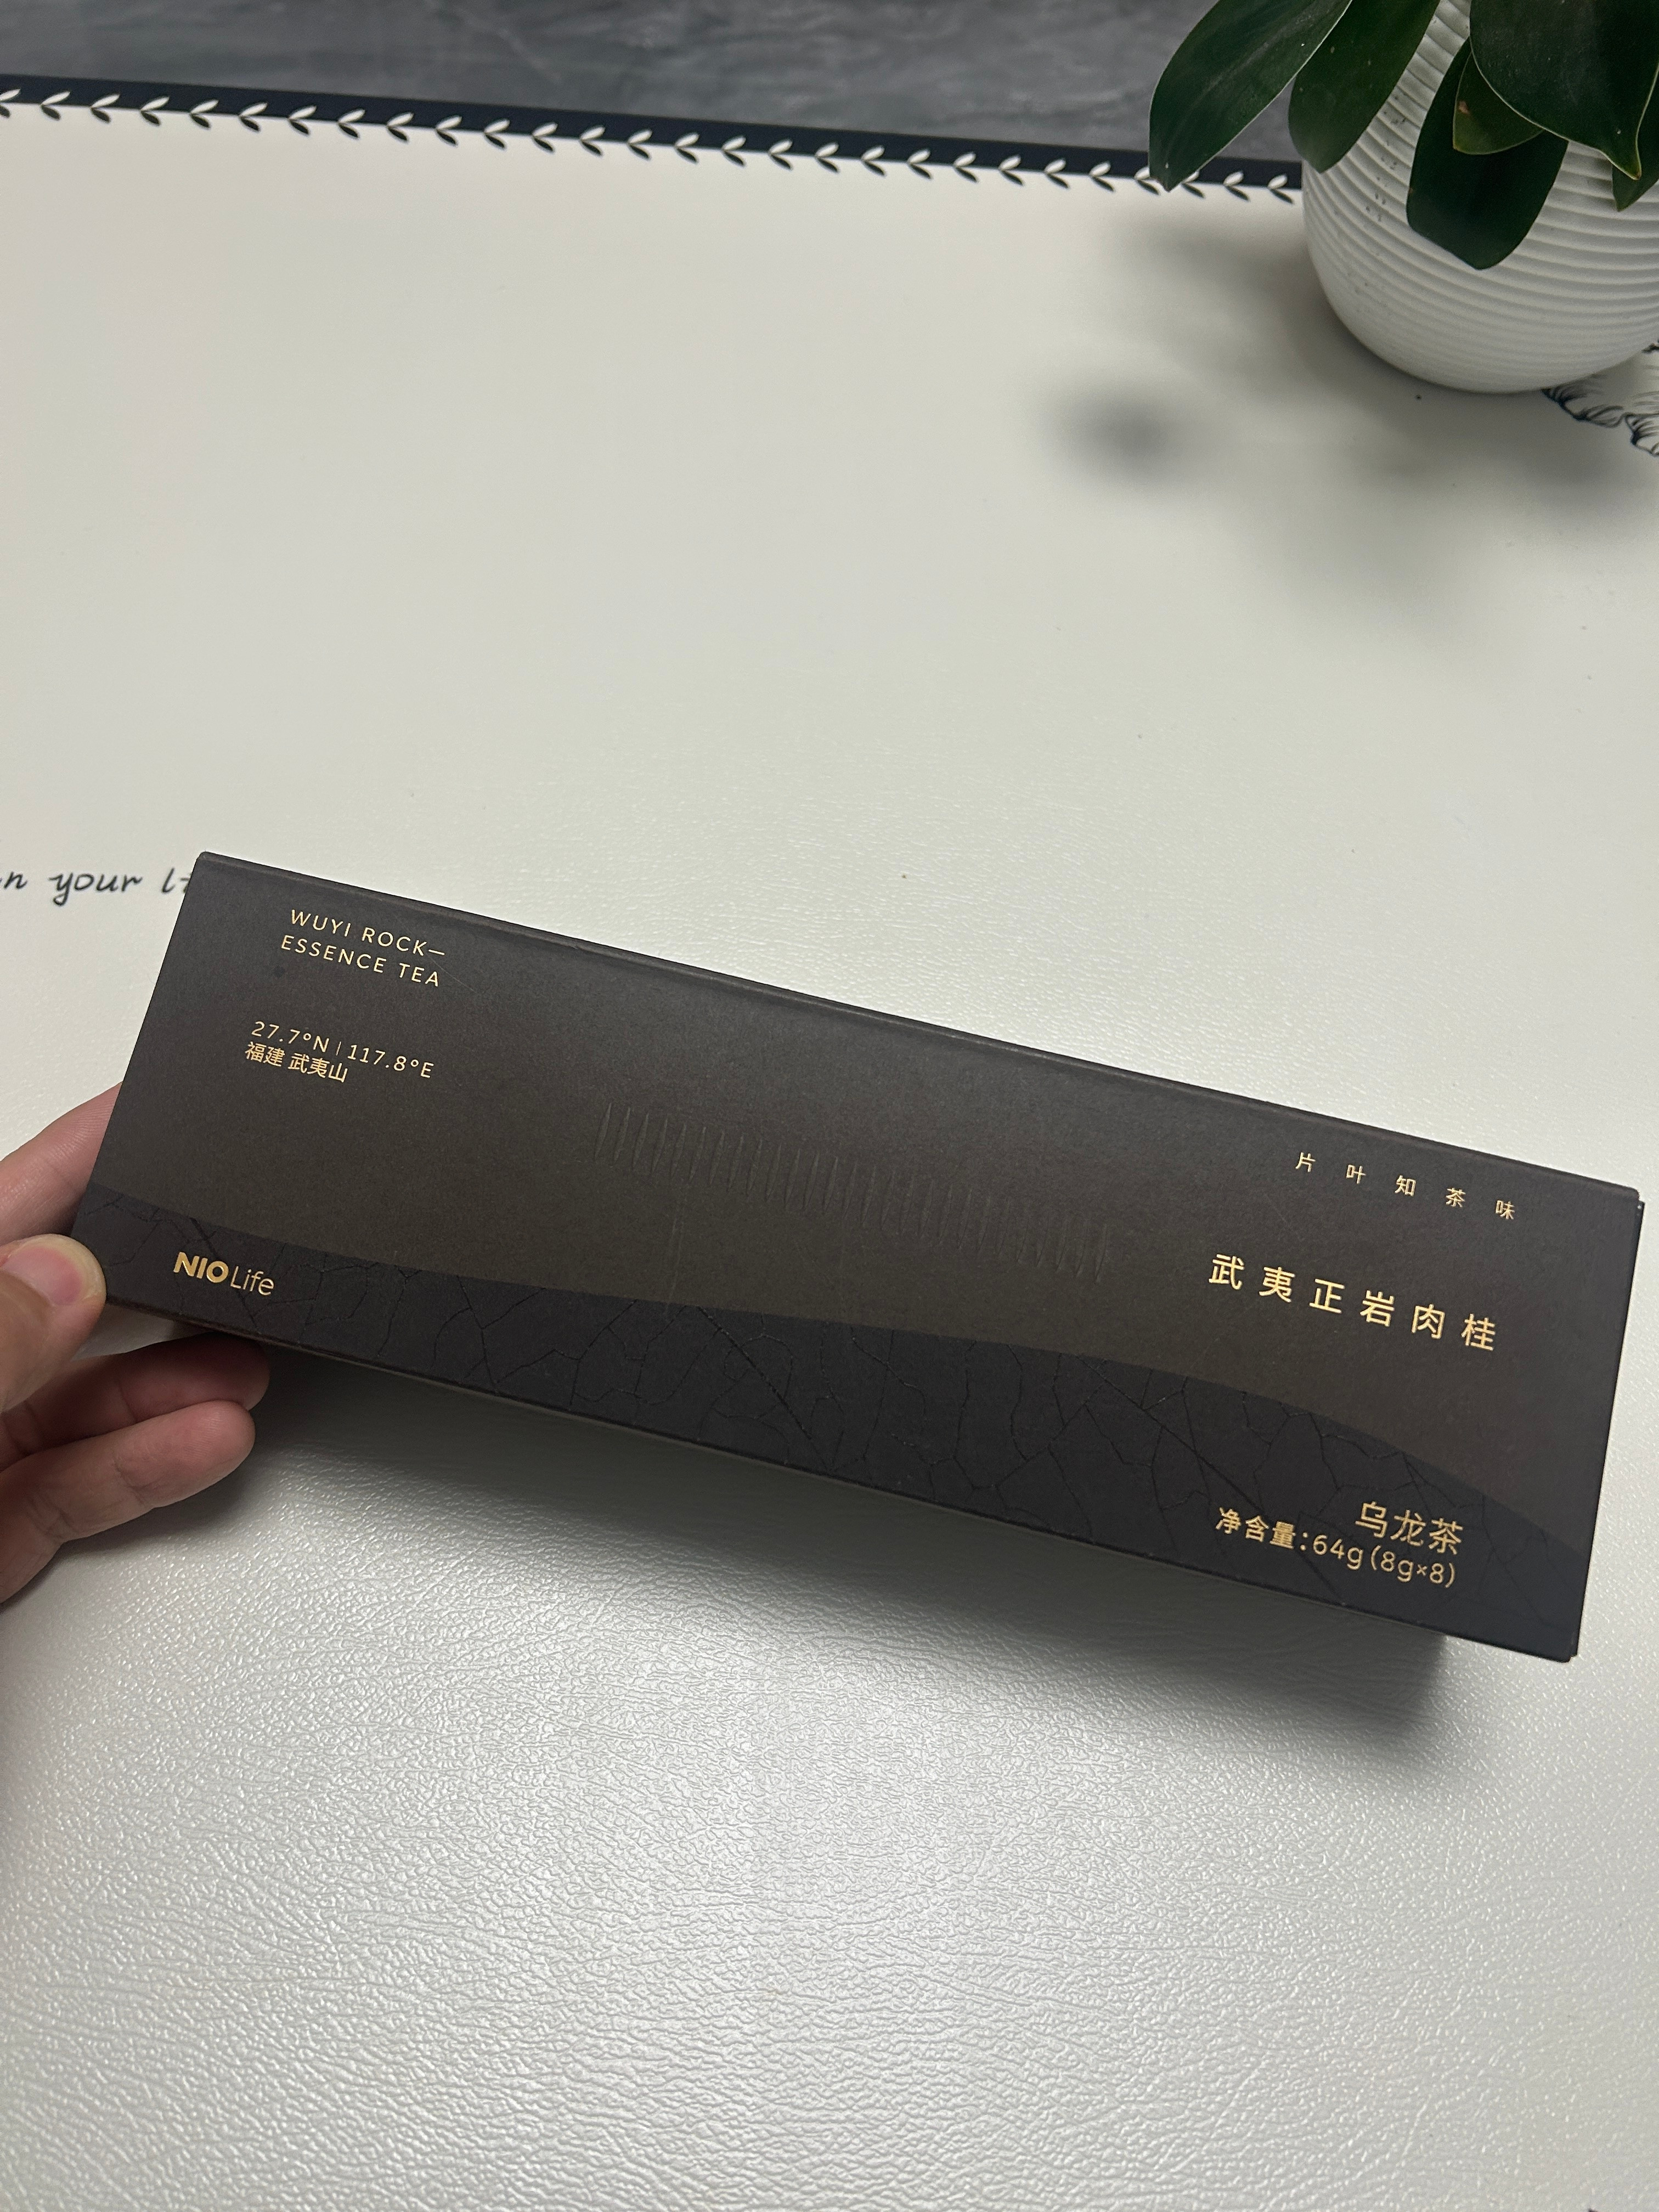 n your
WUYI ROCK—
ESSENCE TEA
27.7°N | 117.8°E
福建 武夷山
NIO Life
片叶知茶味
武夷正岩肉桂
乌龙茶
净含量:64g(8g×8)